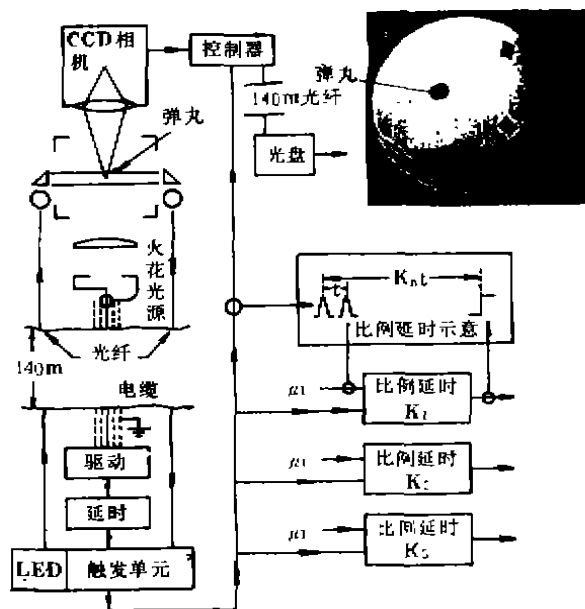 CCD相
机
控制器
弹丸
140m光纤
光盘
弹丸
火
花
光
源
Knt
t
比例延时示意
光纤
140m
电缆
比例延时
K₁
驱动
比例延时
延时
比例延时
LED
触发单元